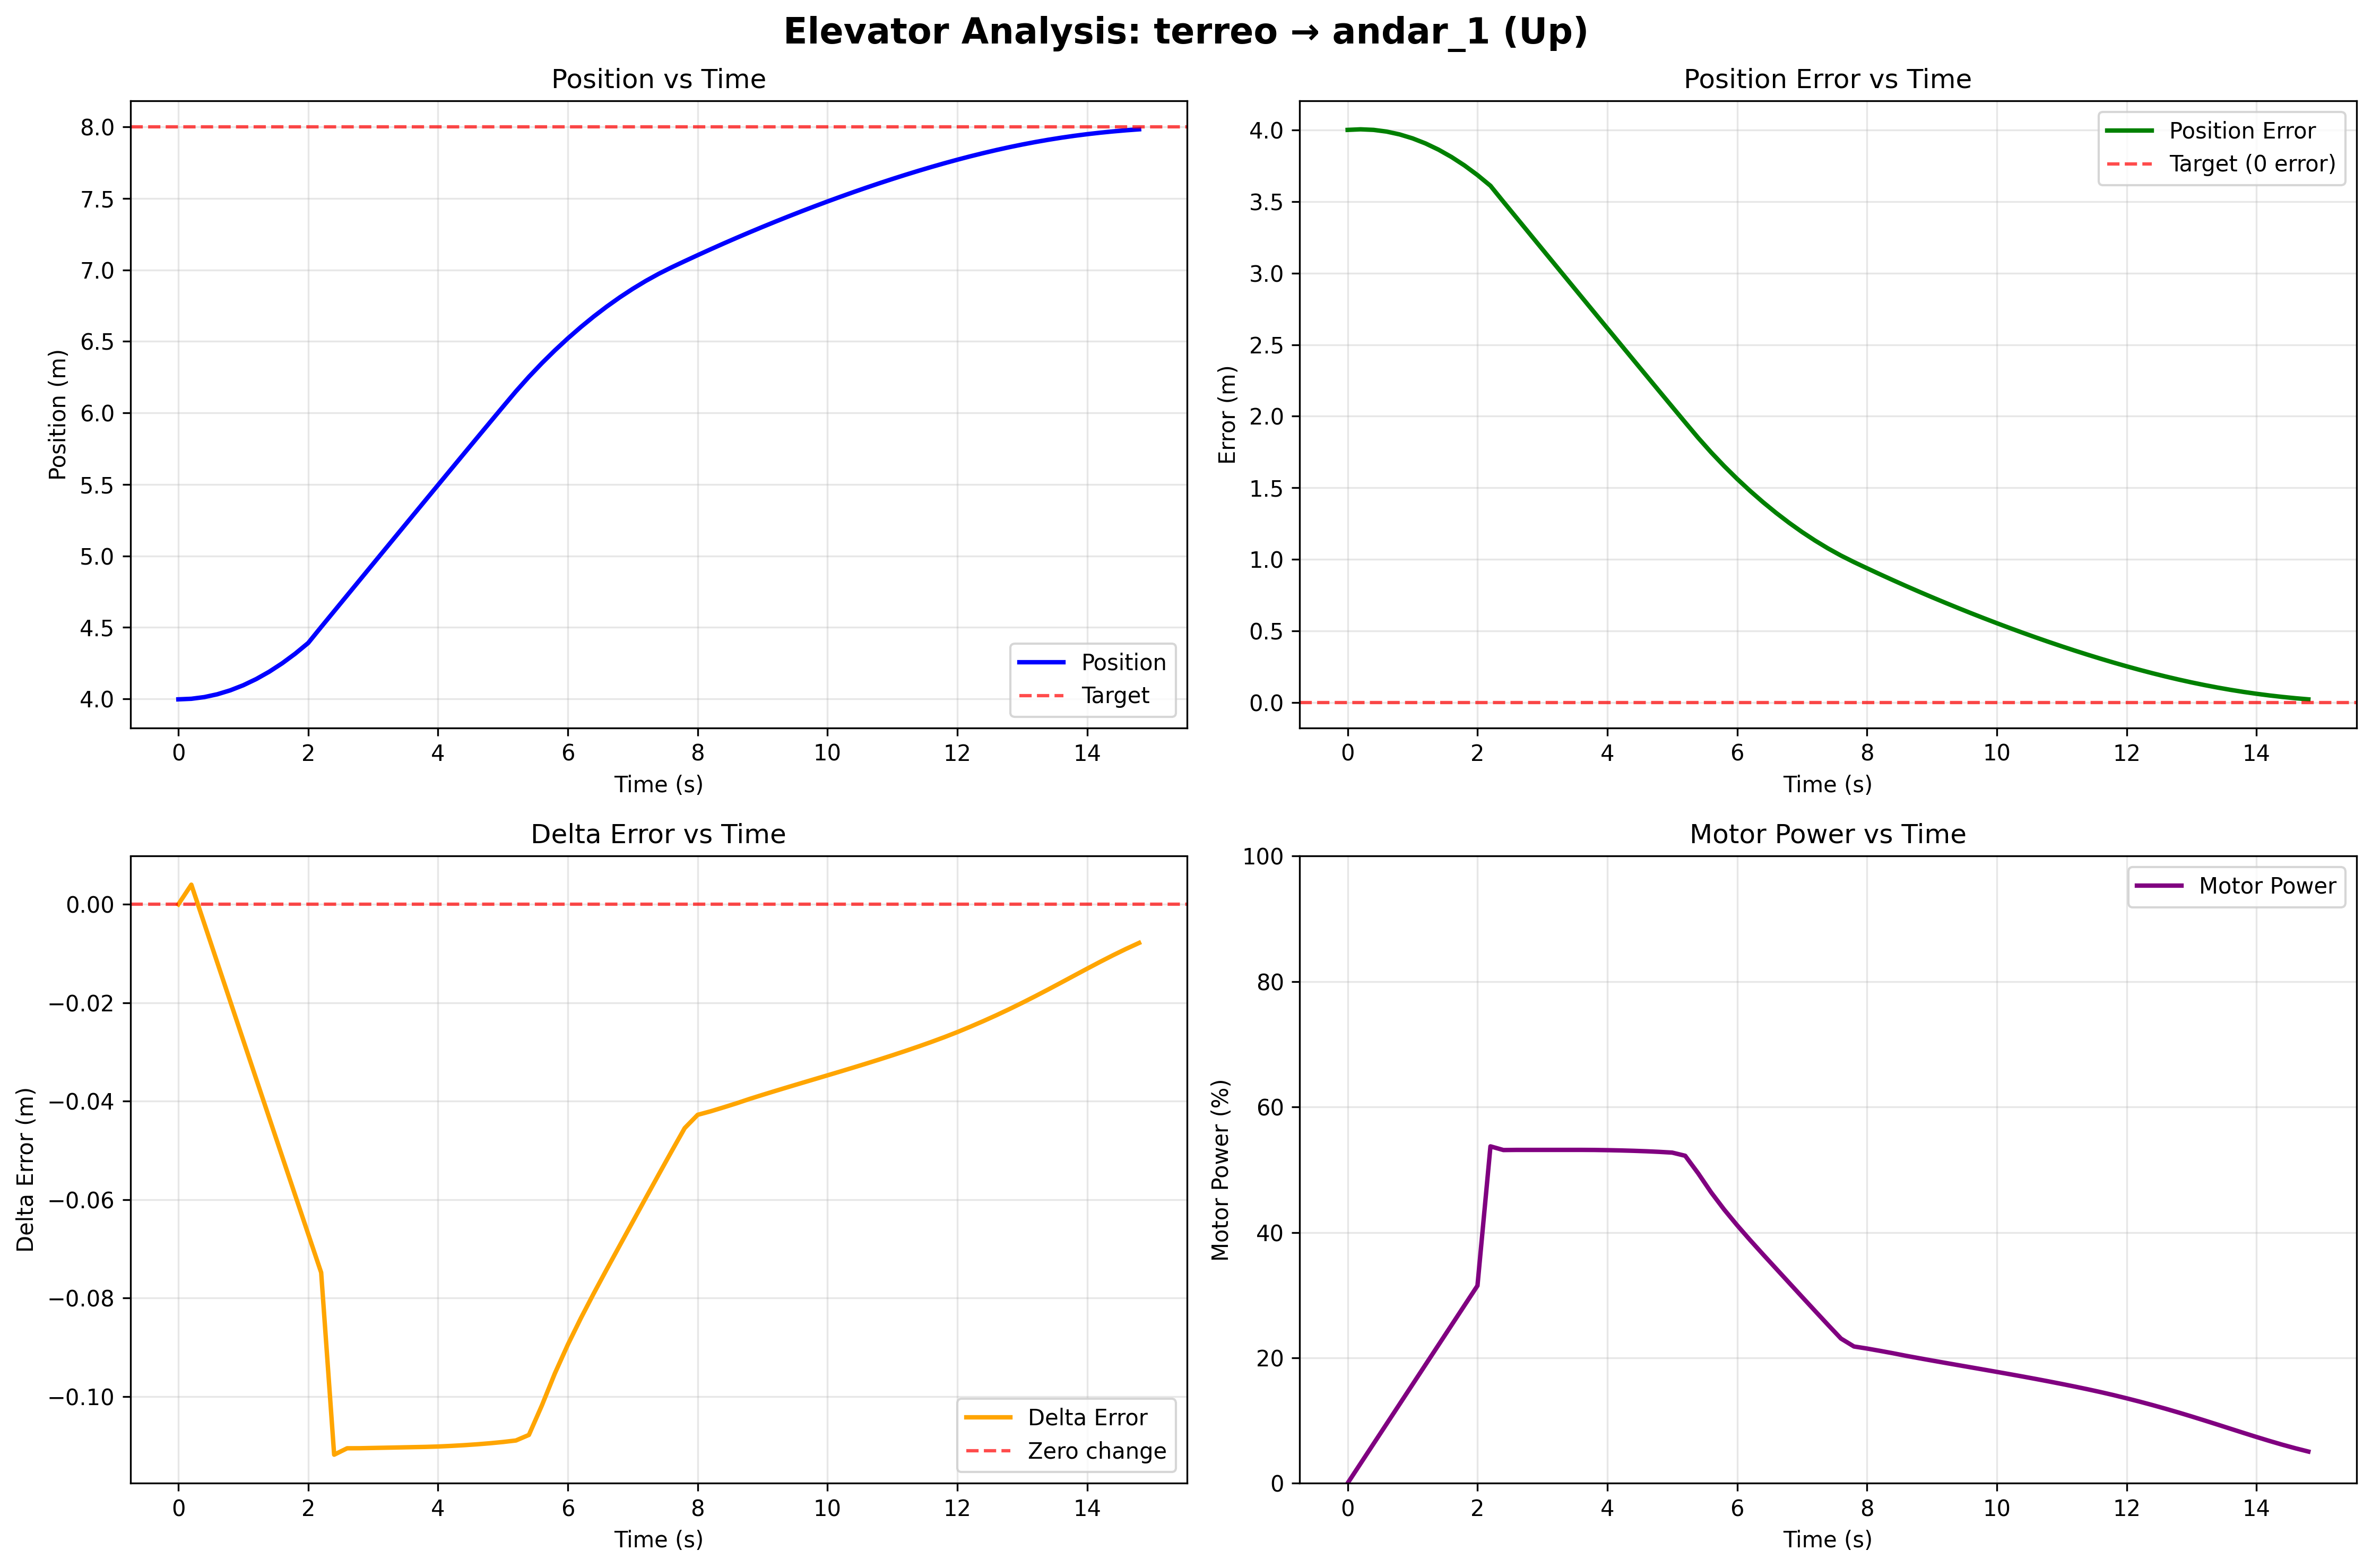 Elevator Analysis: terreo → andar_1 (Up)
Position vs Time
Position (m)
8.0
7.5
7.0
6.5
6.0
5.5
5.0
4.5
4.0
Position
Target
0 2 4 6 8 10 12 14
Time (s)
Position Error vs Time
Error (m)
4.0
3.5
3.0
2.5
2.0
1.5
1.0
0.5
0.0
Position Error
Target (0 error)
0 2 4 6 8 10 12 14
Time (s)
Delta Error vs Time
Delta Error (m)
0.00
−0.02
−0.04
−0.06
−0.08
−0.10
Delta Error
Zero change
0 2 4 6 8 10 12 14
Time (s)
Motor Power vs Time
Motor Power (%)
100
80
60
40
20
0
Motor Power
0 2 4 6 8 10 12 14
Time (s)